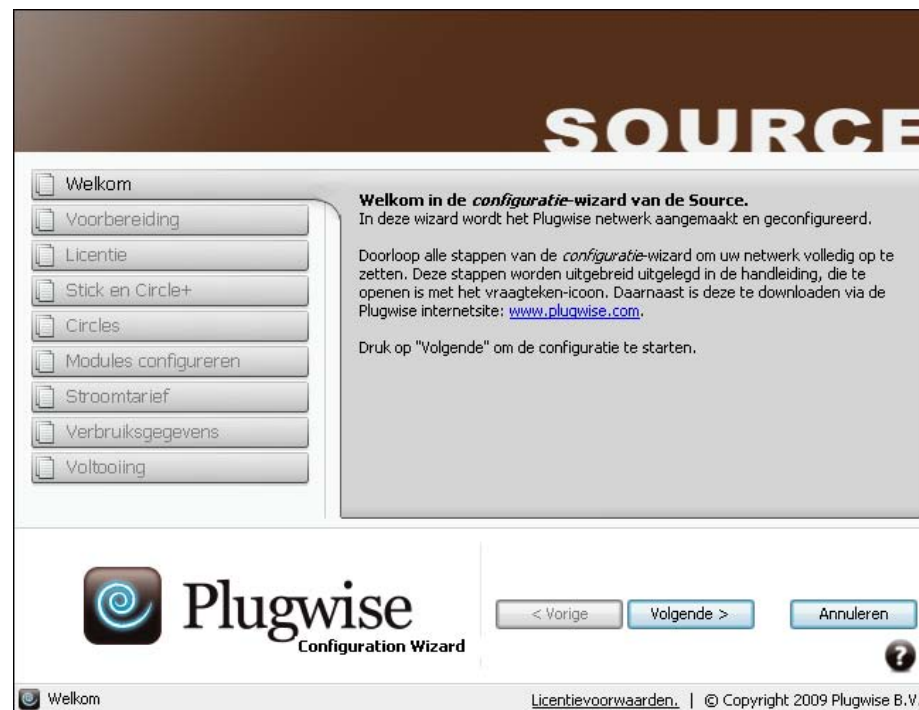 SOURCE
Welkom
Voorbereiding
Licentie
Stick en Circle+
Circles
Modules configureren
Stroomtarief
Verbruiksgegevens
Voltooiing
Welkom in de configuratie-wizard van de Source.
In deze wizard wordt het Plugwise netwerk aangemaakt en geconfigureerd.
Doorloop alle stappen van de configuratie-wizard om uw netwerk volledig op te
zetten. Deze stappen worden uitgebreid uitgelegd in de handleiding, die te
openen is met het vraagteken-icoon. Daarnaast is deze te downloaden via de
Plugwise internetsite: www.plugwise.com.
Druk op "Volgende" om de configuratie te starten.
Plugwise
Configuration Wizard
< Vorige
Volgende >
Annuleren
?
Welkom
Licentievoorwaarden. | © Copyright 2009 Plugwise B.V